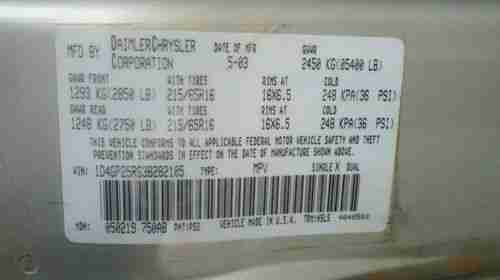 MFD BY DAIMLERCHRYSLER CORPORATION DATE OF MFR 5-03 GVWR 2450 KG(05400 LB)
GAWR FRONT WITH TIRES RIMS AT COLD
1293 KG(2850 LB) 215/65R16 16X6.5 248 KPA(36 PSI)
GAWR REAR WITH TIRES RIMS AT COLD
1248 KG(2750 LB) 215/65R16 16X6.5 248 KPA(36 PSI)
THIS VEHICLE CONFORMS TO ALL APPLICABLE FEDERAL MOTOR VEHICLE SAFETY AND THEFT
PREVENTION STANDARDS IN EFFECT ON THE DATE OF MANUFACTURE SHOWN ABOVE.
VIN: TYPE: MPV SINGLE X DUAL
MDH: 050219 VEHICLE MADE IN U.S.A.